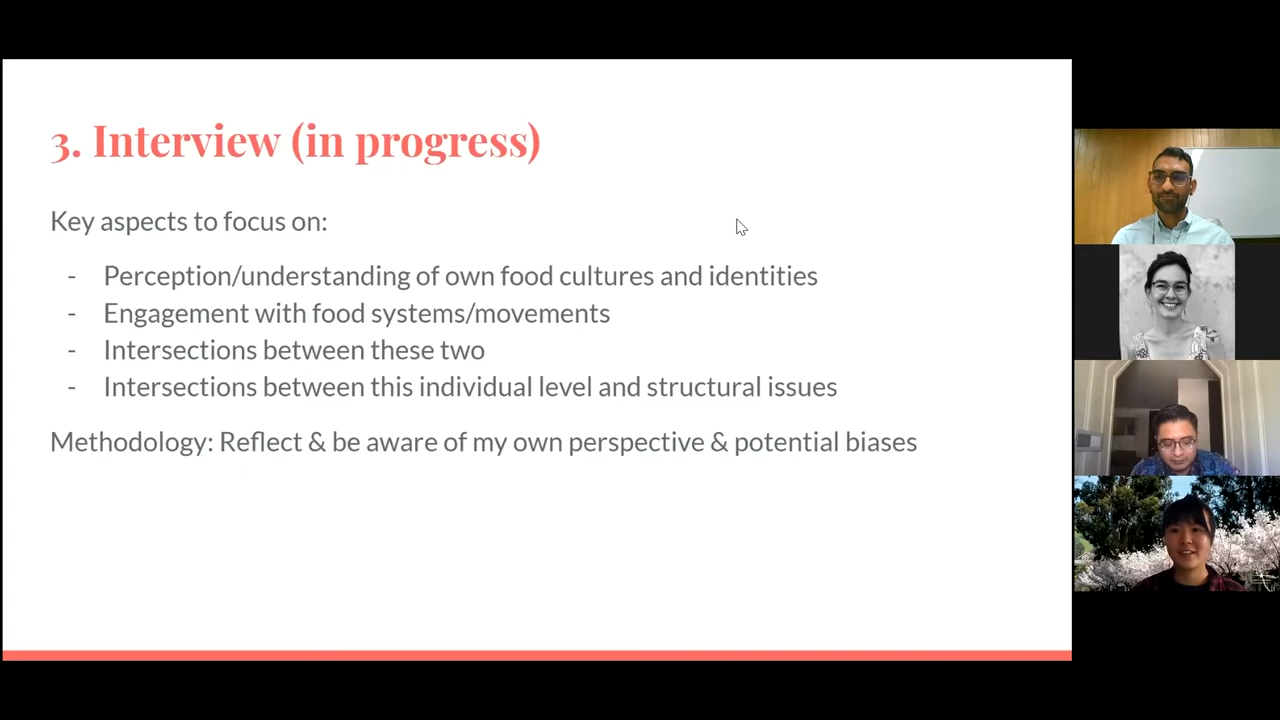 3. Interview (in progress)
Key aspects to focus on:
- Perception/understanding of own food cultures and identities
- Engagement with food systems/movements
- Intersections between these two
- Intersections between this individual level and structural issues
Methodology: Reflect & be aware of my own perspective & potential biases